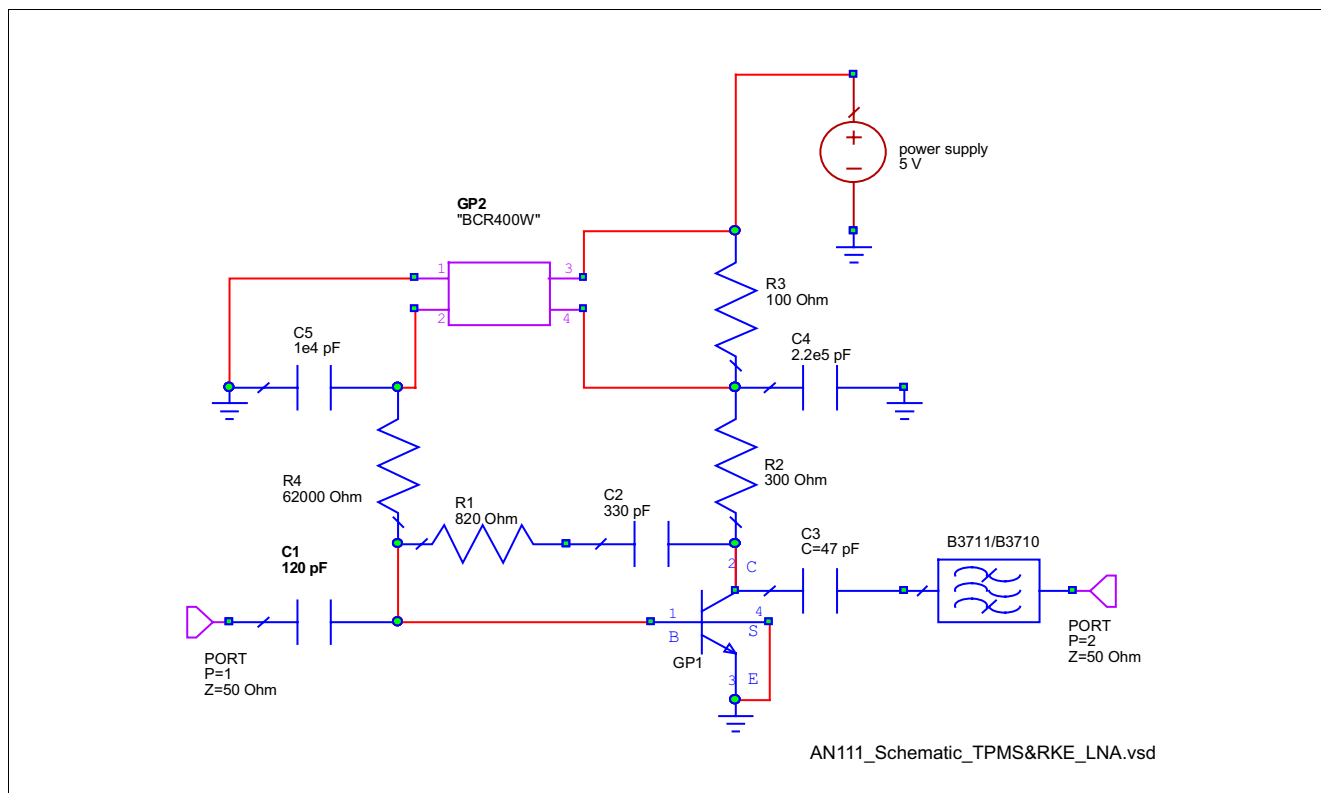 power supply
5 V
GP2
"BCR400W"
1
3
2
4
R3
100 Ohm
C5
1e4 pF
C4
2.2e5 pF
R4
62000 Ohm
R2
300 Ohm
R1
820 Ohm
C2
330 pF
C1
120 pF
C3
C=47 pF
B3711/B3710
2
C
1
B
4
S
GP1
3
E
PORT
P=1
Z=50 Ohm
PORT
P=2
Z=50 Ohm
AN111_Schematic_TPMS&RKE_LNA.vsd